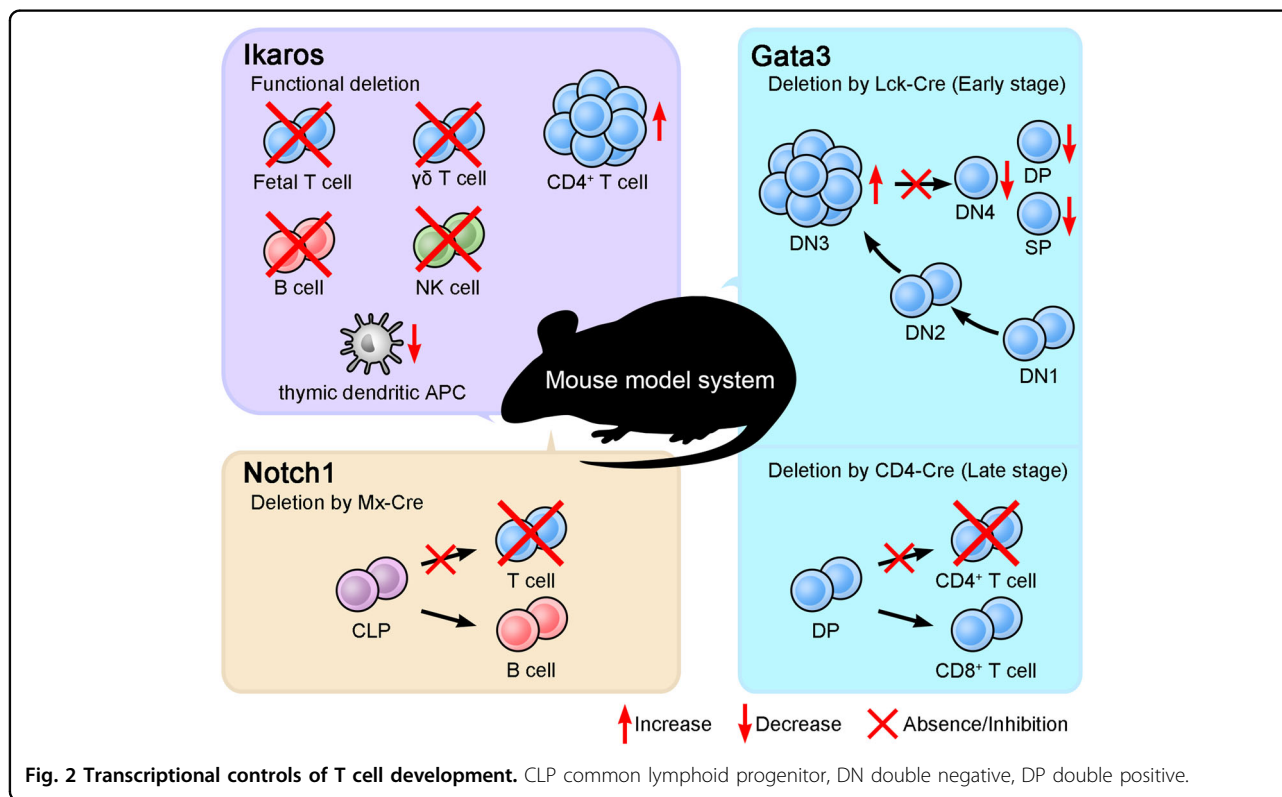 Ikaros
Functional deletion
Fetal T cell
γδ T cell
CD4⁺ T cell
B cell
NK cell
thymic dendritic APC
Gata3
Deletion by Lck-Cre (Early stage)
DP
DN4
DN3
SP
DN2
DN1
Mouse model system
Notch1
Deletion by Mx-Cre
T cell
CLP
B cell
Deletion by CD4-Cre (Late stage)
CD4⁺ T cell
DP
CD8⁺ T cell
Increase Decrease Absence/Inhibition
Fig. 2 Transcriptional controls of T cell development. CLP common lymphoid progenitor, DN double negative, DP double positive.